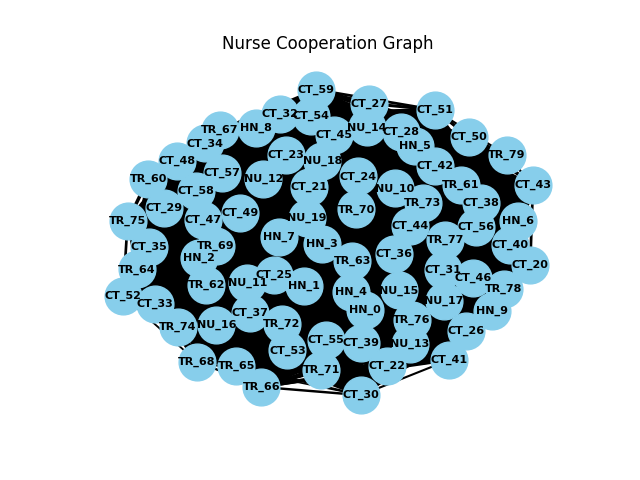 Nurse Cooperation Graph
CT_59
CT_27
CT_51
CT_32
CT_54
TR_67
HN_8
NU_14
CT_28
CT_45
CT_50
CT_34
HN_5
CT_23
TR_79
CT_48
NU_18
CT_42
CT_57
CT_24
TR_60
NU_12
CT_43
TR_61
CT_21
NU_10
CT_58
CT_38
TR_73
CT_29
TR_70
CT_49
NU_19
TR_75
CT_47
HN_6
CT_44
CT_56
HN_7
TR_77
HN_3
CT_35
TR_69
CT_40
CT_36
HN_2
TR_63
CT_20
TR_64
CT_31
CT_25
CT_46
NU_11
TR_62
HN_1
TR_78
HN_4
NU_15
CT_52
NU_17
CT_33
HN_0
HN_9
CT_37
TR_76
TR_72
NU_16
TR_74
CT_26
CT_55
CT_39
NU_13
CT_53
CT_41
TR_68
TR_65
CT_22
TR_71
TR_66
CT_30